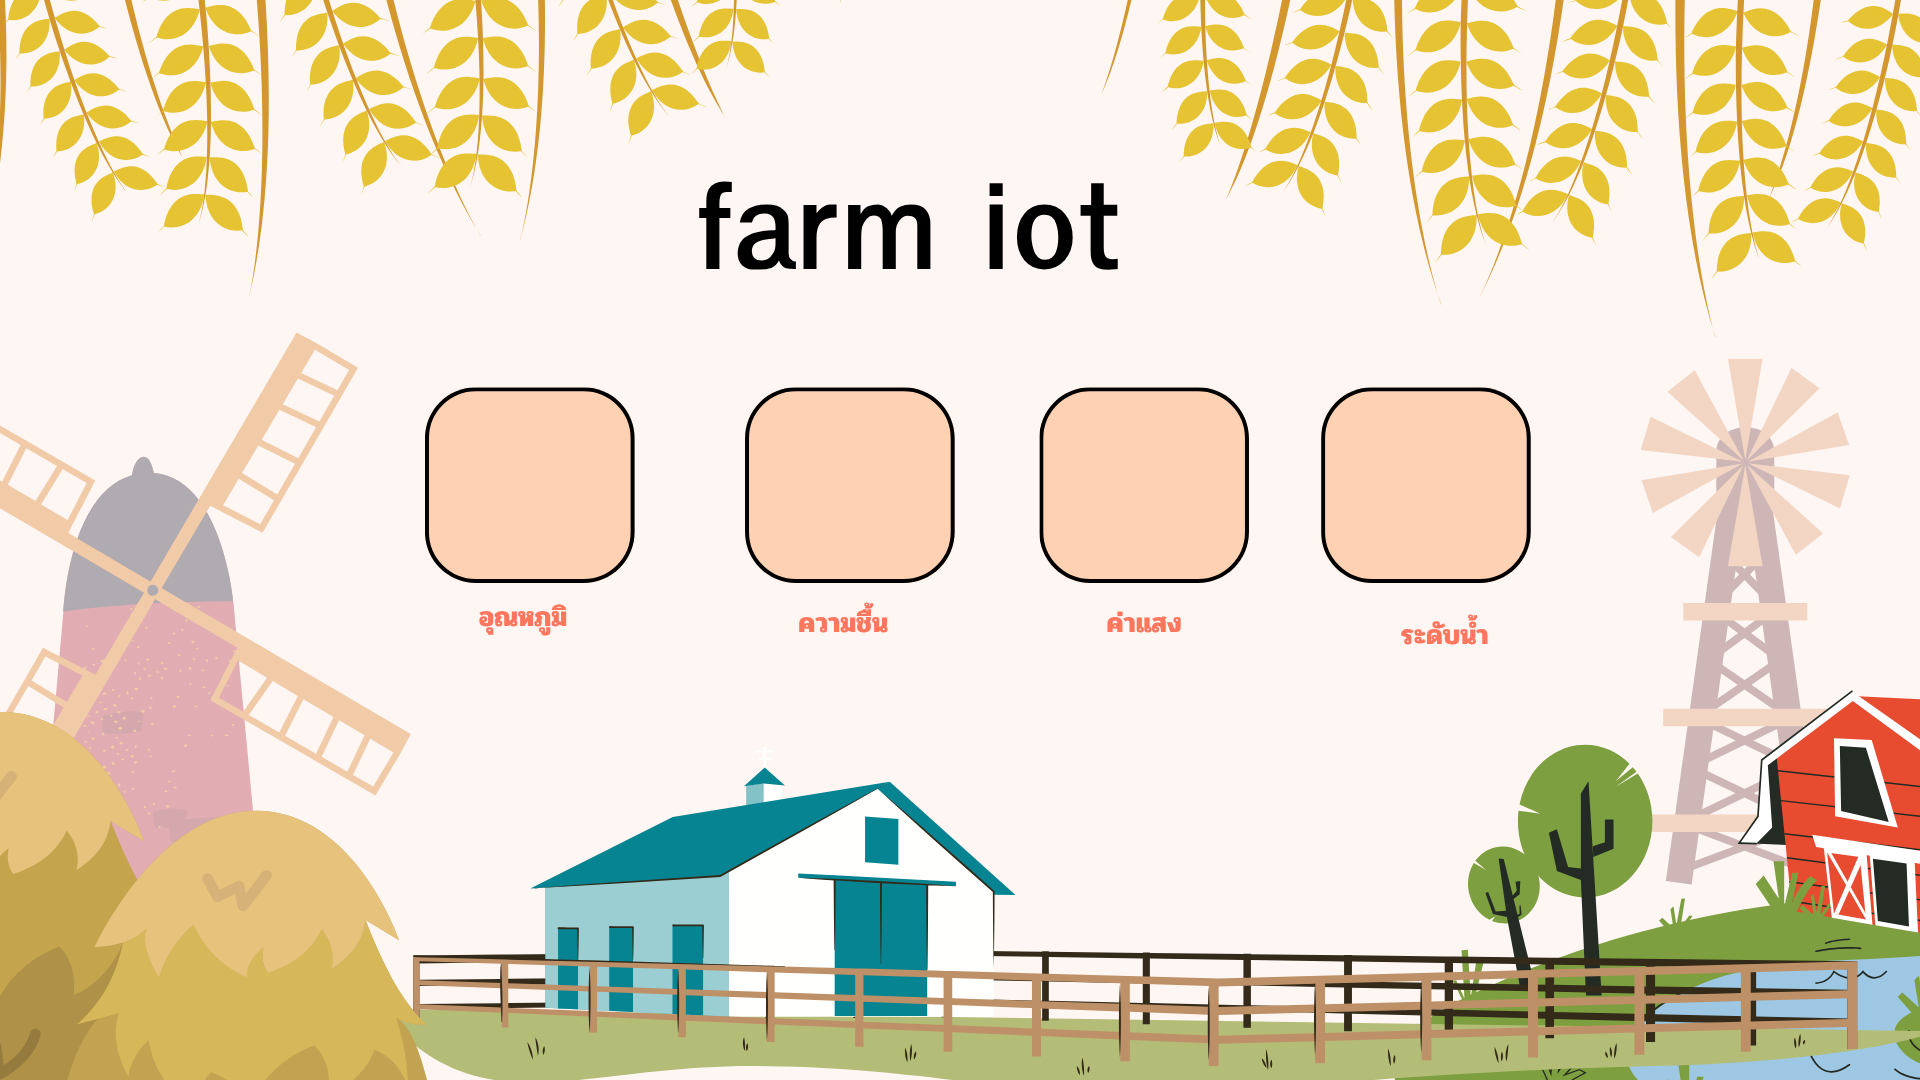 farm iot
อุณหภูมิ
ความชื้น
ค่าแสง
ระดับน้ำ